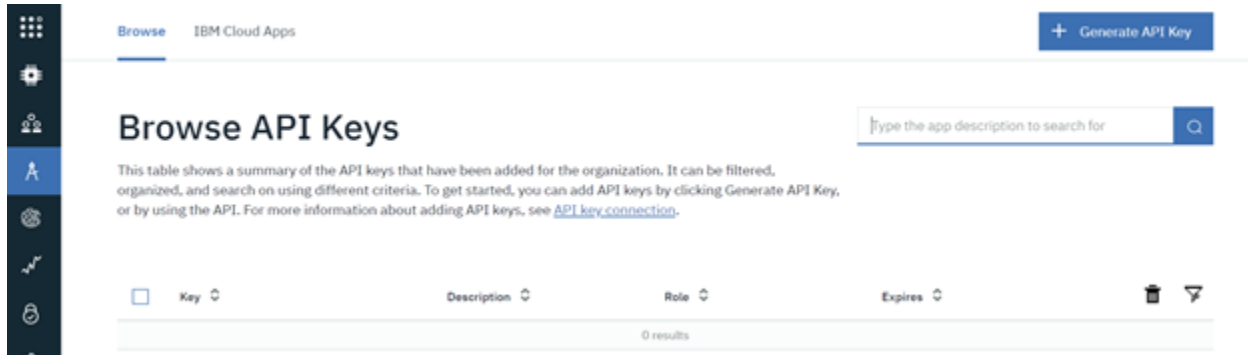 Browse IBM Cloud Apps
+ Generate API Key
Browse API Keys
Type the app description to search for
This table shows a summary of the API keys that have been added for the organization. It can be filtered,
organized, and search on using different criteria. To get started, you can add API keys by clicking Generate API Key,
or by using the API. For more information about adding API keys, see API key connection.
Key Description Role Expires
0 results